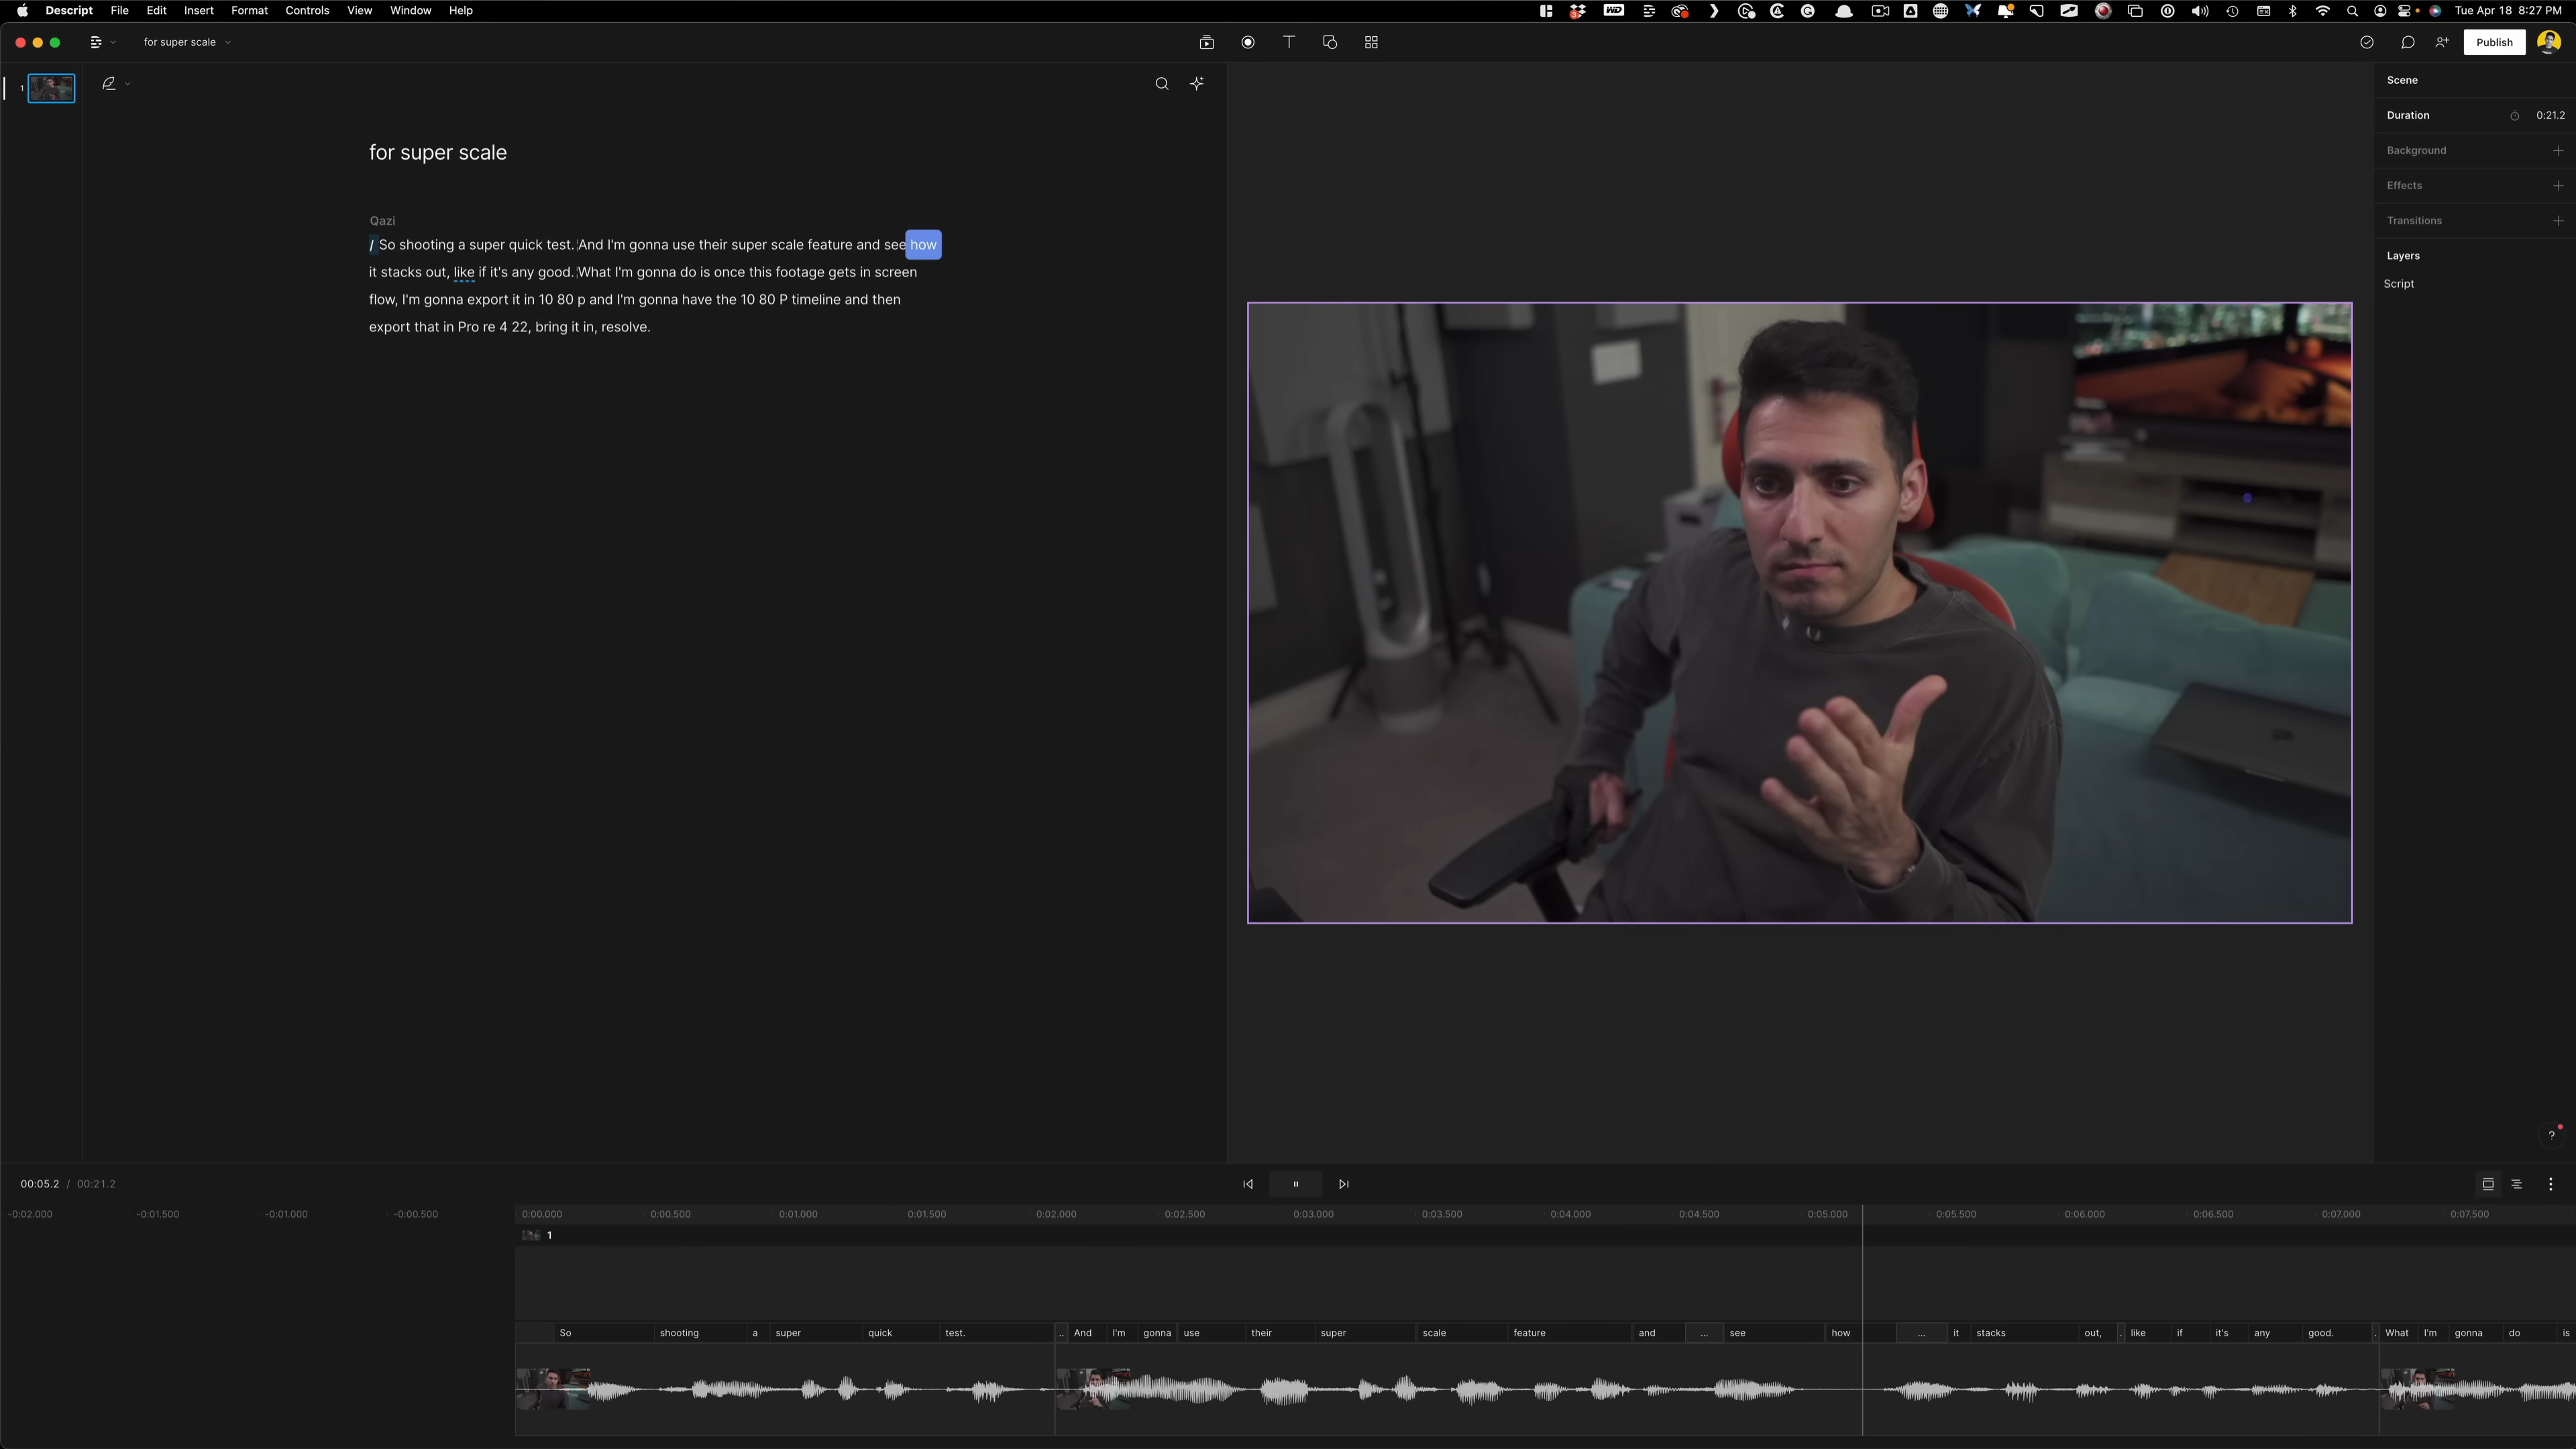 Descript File Edit Insert Format Controls View Window Help
WD
Tue Apr 18 8:27 PM
for super scale
Publish
1
for super scale
Qazi
/ So shooting a super quick test. And I'm gonna use their super scale feature and see how
it stacks out, like if it's any good. What I'm gonna do is once this footage gets in screen
flow, I'm gonna export it in 10 80 p and I'm gonna have the 10 80 P timeline and then
export that in Pro re 4 22, bring it in, resolve.
Scene
Duration 0:21.2
Background
Effects
Transitions
Layers
Script
?
00:05.2 / 00:21.2
-0:02.000 -0:01.500 -0:01.000 -0:00.500 0:00.000 0:00.500 0:01.000 0:01.500 0:02.000 0:02.500 0:03.000 0:03.500 0:04.000 0:04.500 0:05.000 0:05.500 0:06.000 0:06.500 0:07.000 0:07.500
1
So shooting a super quick test. .. And I'm gonna use their super scale feature and ... see how ... it stacks out, . like if it's any good. . What I'm gonna do is